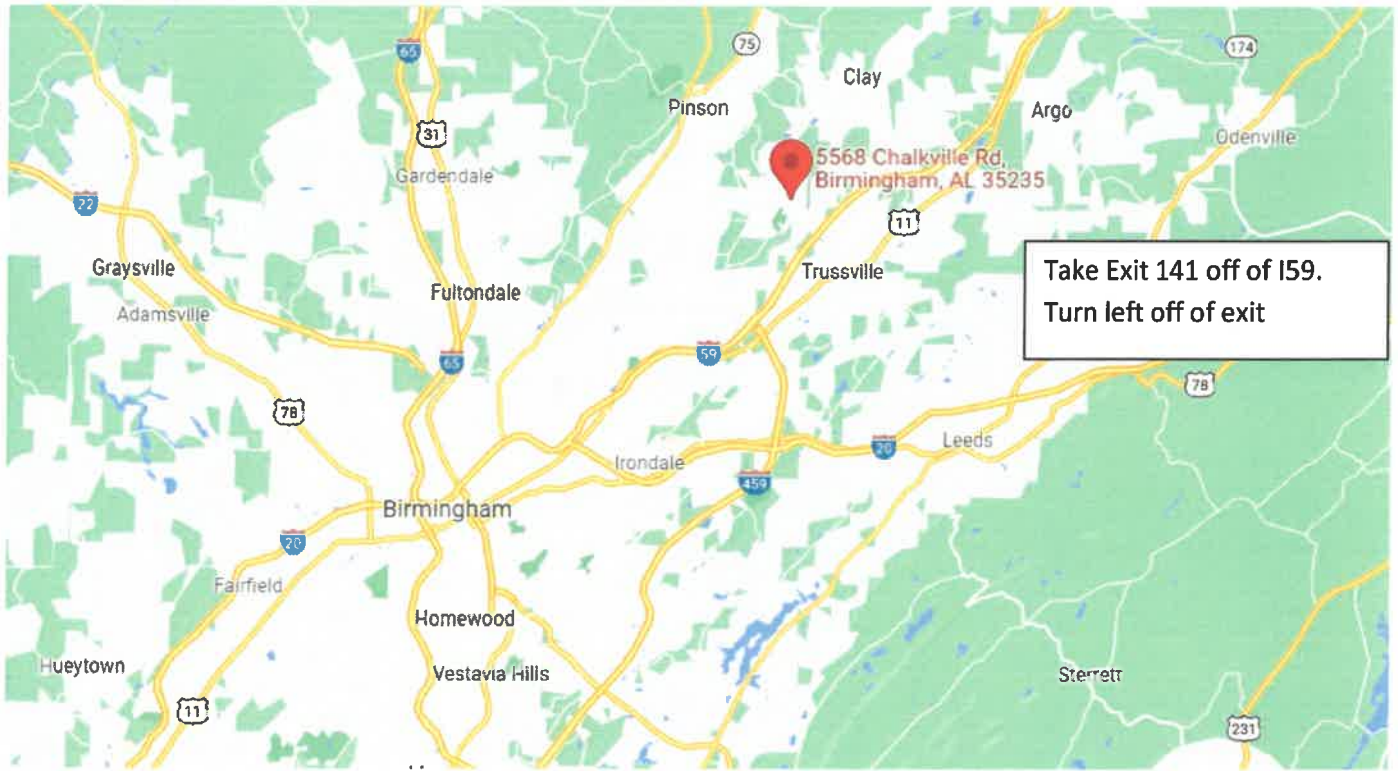 65
75
174
Clay
Pinson
Argo
31
Odenville
5568 Chalkville Rd,
Birmingham, AL 35235
Gardendale
22
11
Graysville
Trussville
Take Exit 141 off of I59.
Turn left off of exit
Fultondale
Adamsville
59
65
78
78
Leeds
20
Irondale
459
Birmingham
20
Fairfield
Homewood
Hueytown
Vestavia Hills
Sterrett
11
231